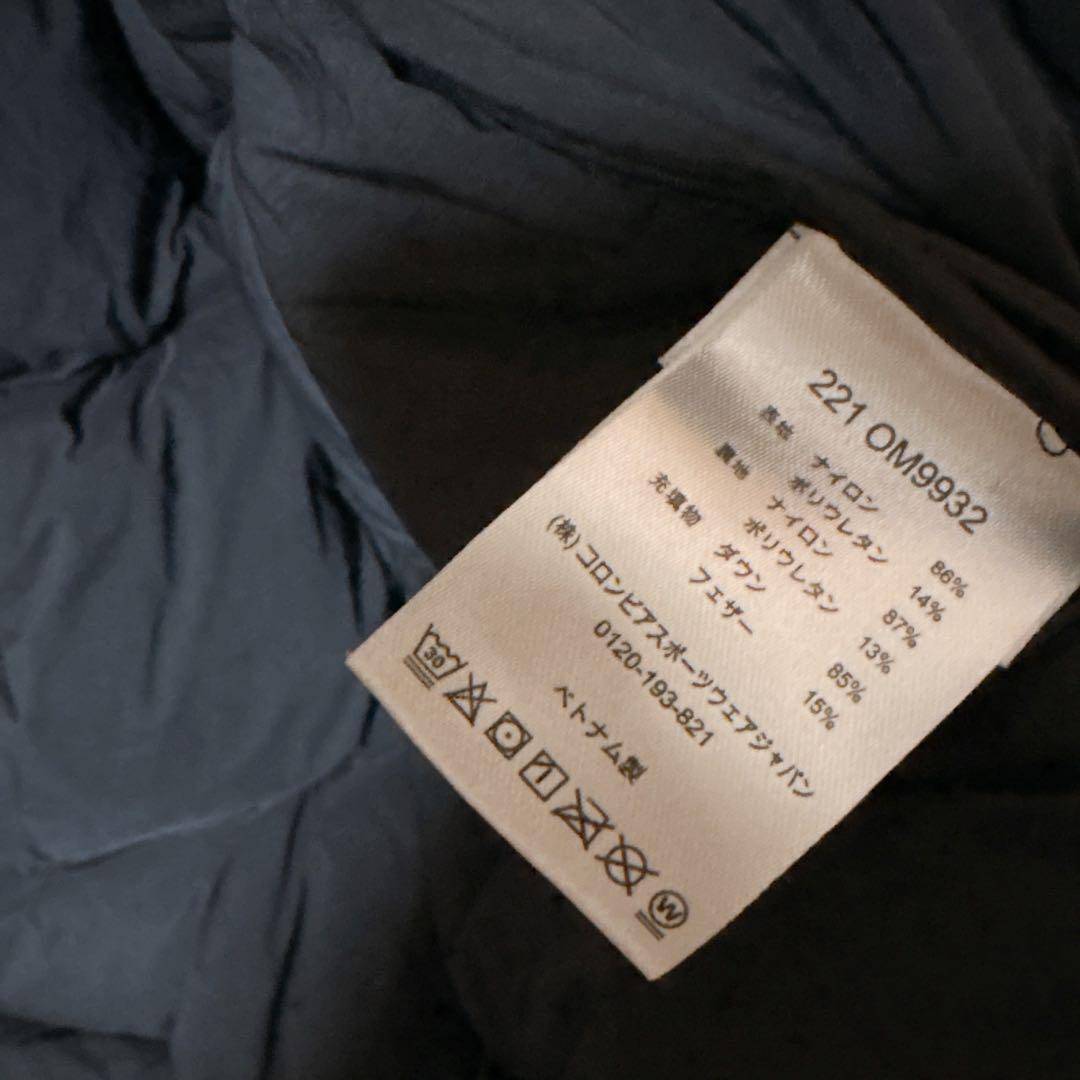 221 OM9932
表地 ナイロン 86%
ポリウレタン 14%
裏地 ナイロン 87%
ポリウレタン 13%
充填物 ダウン 85%
フェザー 15%
(株)コロンビアスポーツウエアジャパン
0120-193-821
ベトナム製
30
W